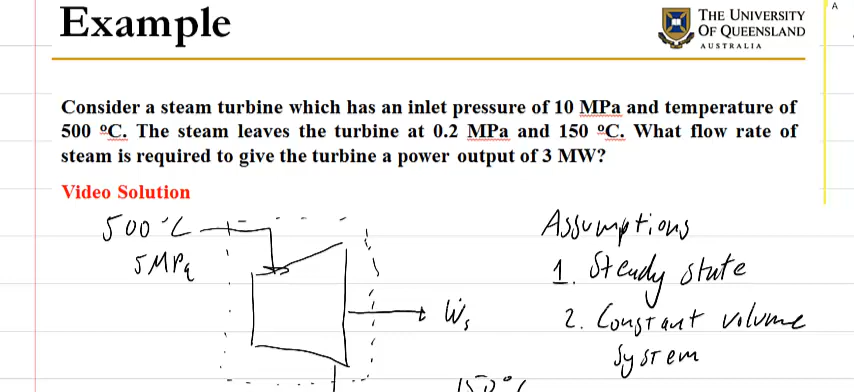 Example
THE UNIVERSITY
OF QUEENSLAND
AUSTRALIA
A
Consider a steam turbine which has an inlet pressure of 10 MPa and temperature of
500 ºC. The steam leaves the turbine at 0.2 MPa and 150 ºC. What flow rate of
steam is required to give the turbine a power output of 3 MW?
Video Solution
500 °C
5 MPa
Ẇs
150°C
Assumptions
1. Steady state
2. Constant volume
system